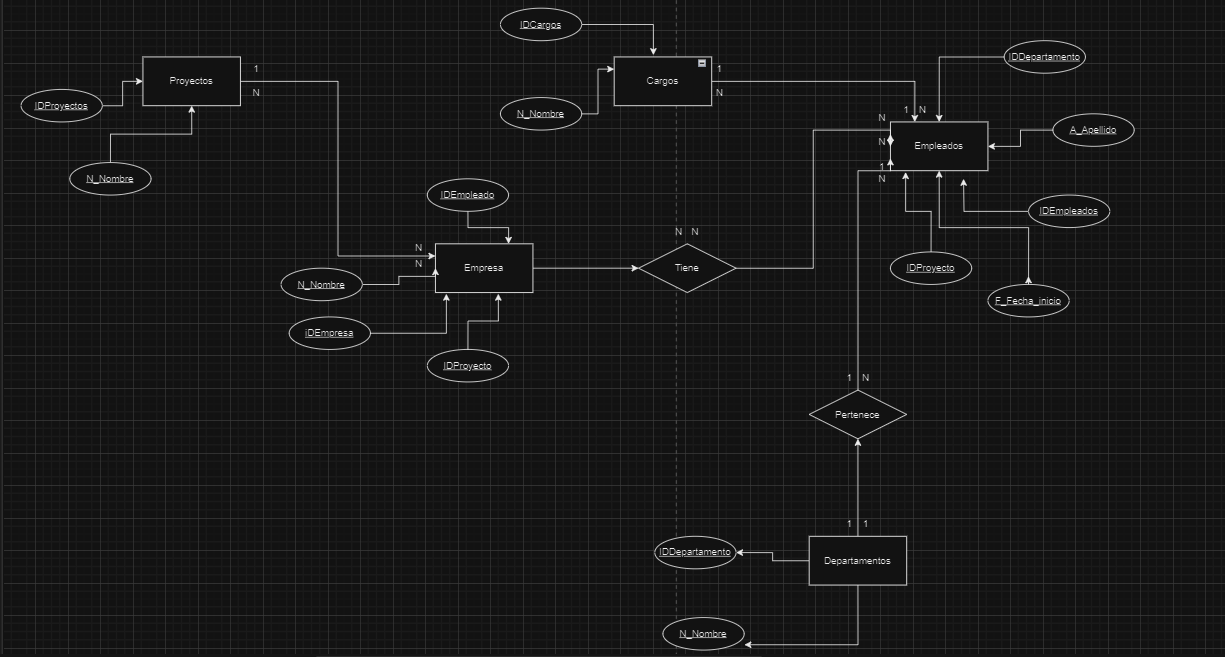 IDCargos
Proyectos
1
N
IDProyectos
N_Nombre
Cargos
1
N
N_Nombre
IDDepartamento
1
N
N
N
1
N
Empleados
A_Apellido
IDEmpleados
IDProyecto
F_Fecha_inicio
IDEmoleado
N
N
Empresa
N_Nombre
iDEmpresa
IDProyecto
N
N
Tiene
1
N
Pertenece
1
1
IDDepartamento
Departamentos
N_Nombre